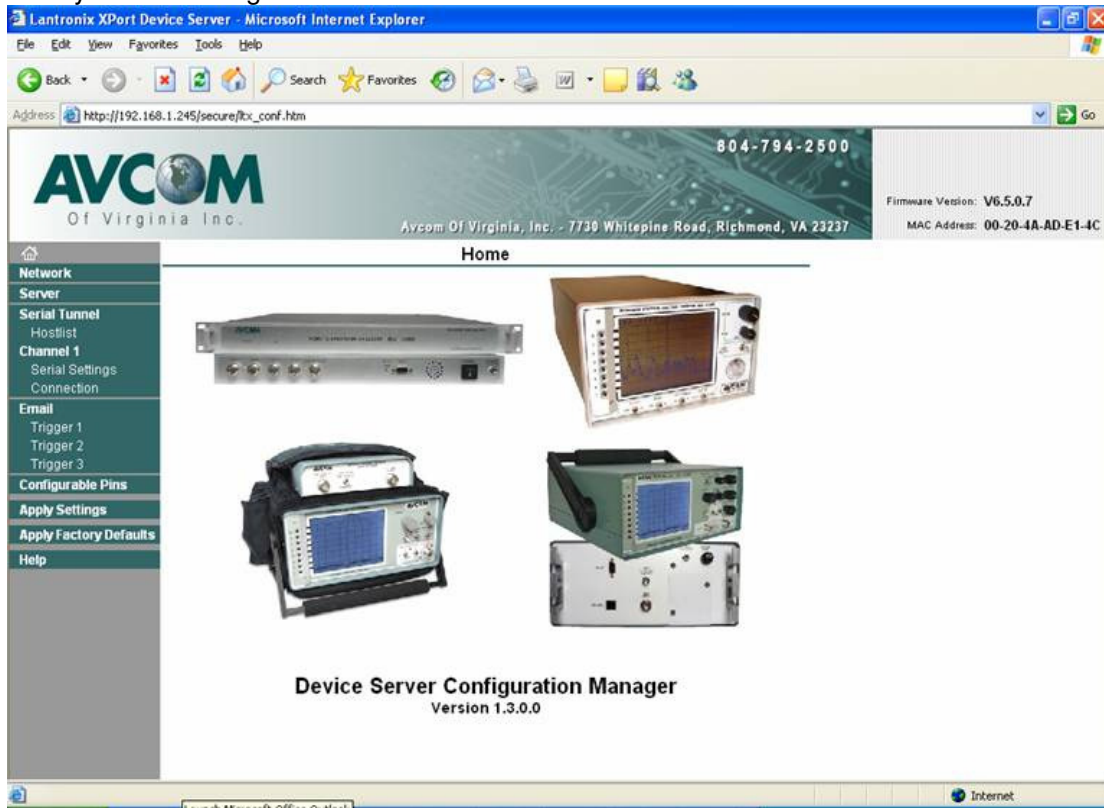 Lantronix XPort Device Server - Microsoft Internet Explorer
File Edit View Favorites Tools Help
Back Search Favorites
Address http://192.168.1.245/secure/ltx_conf.htm Go
AVCOM
Of Virginia Inc.
804-794-2500
Avcom Of Virginia, Inc. - 7730 Whitepine Road, Richmond, VA 23237
Firmware Version: V6.5.0.7
MAC Address: 00-20-4A-AD-E1-4C
Home
Network
Server
Serial Tunnel
Hostlist
Channel 1
Serial Settings
Connection
Email
Trigger 1
Trigger 2
Trigger 3
Configurable Pins
Apply Settings
Apply Factory Defaults
Help
AVCOM
AVCOM
Device Server Configuration Manager
Version 1.3.0.0
Internet